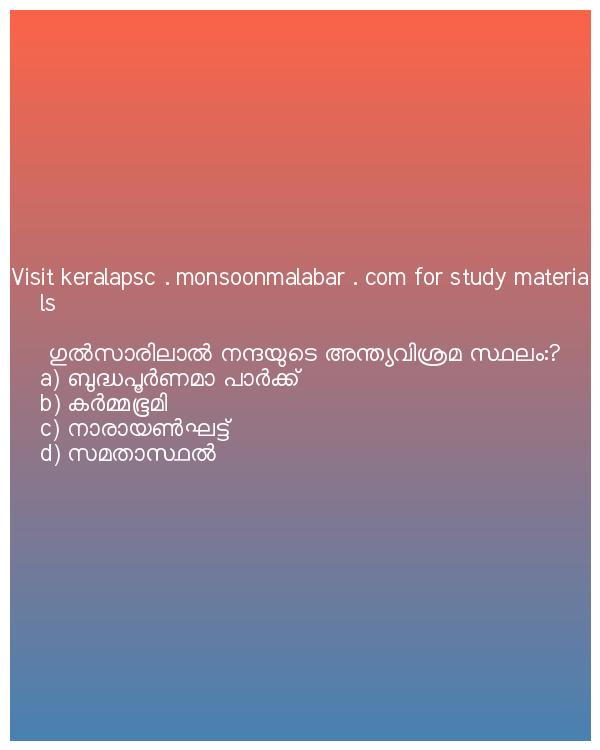 Visit keralapsc . monsoonmalabar . com for study materia
ls
ഗുൽസാരിലാൽ നന്ദയുടെ അന്ത്യവിശ്രമ സ്ഥലം:?
a) ബുദ്ധപൂർണമാ പാർക്ക്
b) കർമ്മഭൂമി
c) നാരായൺഘട്ട്
d) സമതാസ്ഥൽ